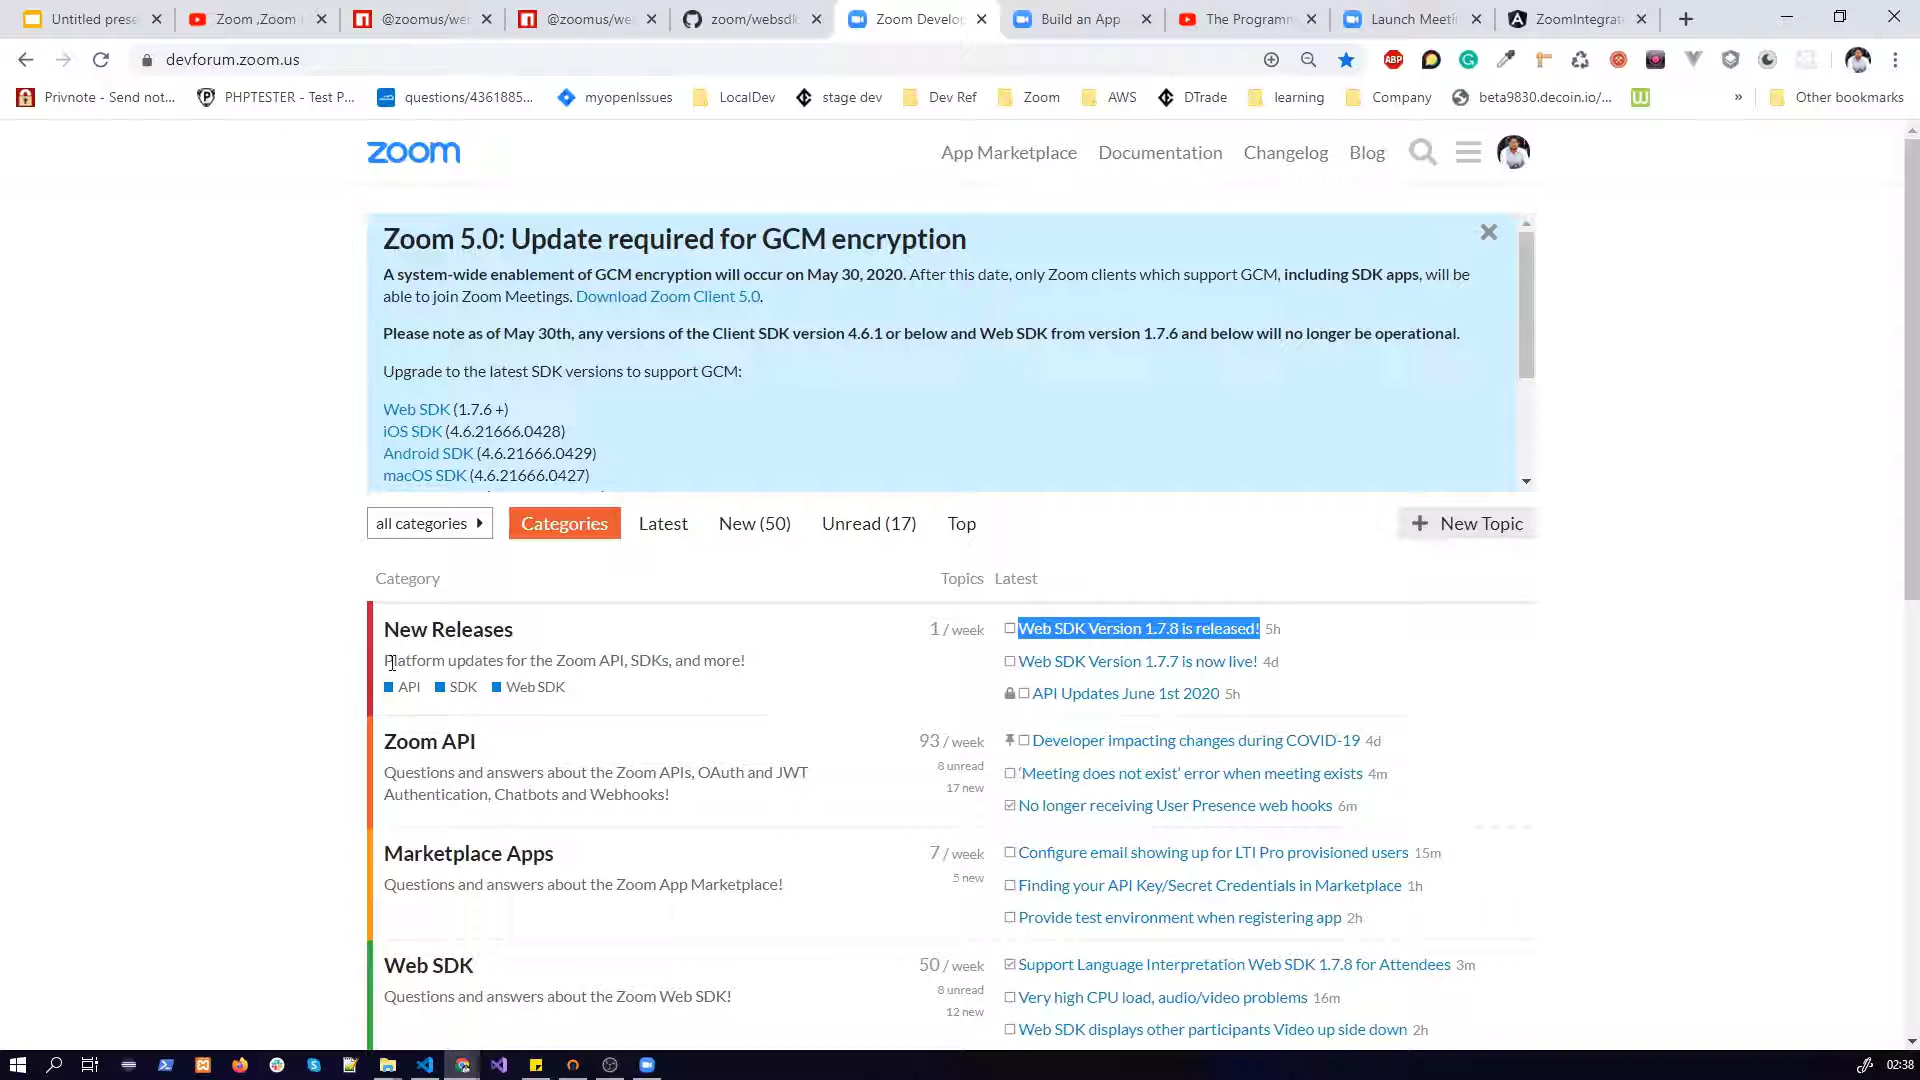 Untitled prese
Zoom ,Zoom
@zoomus/we
@zoomus/we
zoom/websdk
Zoom Develo
Build an App
The Program
Launch Meeti
ZoomIntegrat
devforum.zoom.us
ABP
Privnote - Send not...
PHPTESTER - Test P...
questions/4361885...
myopenIssues
LocalDev
stage dev
Dev Ref
Zoom
AWS
DTrade
learning
Company
beta9830.decoin.io/...
»
Other bookmarks
zoom
App Marketplace
Documentation
Changelog
Blog
Zoom 5.0: Update required for GCM encryption
A system-wide enablement of GCM encryption will occur on May 30, 2020. After this date, only Zoom clients which support GCM, including SDK apps, will be
able to join Zoom Meetings. Download Zoom Client 5.0.
Please note as of May 30th, any versions of the Client SDK version 4.6.1 or below and Web SDK from version 1.7.6 and below will no longer be operational.
Upgrade to the latest SDK versions to support GCM:
Web SDK (1.7.6 +)
iOS SDK (4.6.21666.0428)
Android SDK (4.6.21666.0429)
macOS SDK (4.6.21666.0427)
all categories
Categories
Latest
New (50)
Unread (17)
Top
+ New Topic
Category
Topics
Latest
New Releases
Platform updates for the Zoom API, SDKs, and more!
API
SDK
Web SDK
1 / week
Web SDK Version 1.7.8 is released! 5h
Web SDK Version 1.7.7 is now live! 4d
API Updates June 1st 2020 5h
Zoom API
Questions and answers about the Zoom APIs, OAuth and JWT
Authentication, Chatbots and Webhooks!
93 / week
8 unread
17 new
Developer impacting changes during COVID-19 4d
‘Meeting does not exist’ error when meeting exists 4m
No longer receiving User Presence web hooks 6m
Marketplace Apps
Questions and answers about the Zoom App Marketplace!
7 / week
5 new
Configure email showing up for LTI Pro provisioned users 15m
Finding your API Key/Secret Credentials in Marketplace 1h
Provide test environment when registering app 2h
Web SDK
Questions and answers about the Zoom Web SDK!
50 / week
8 unread
12 new
Support Language Interpretation Web SDK 1.7.8 for Attendees 3m
Very high CPU load, audio/video problems 16m
Web SDK displays other participants Video up side down 2h
02:38